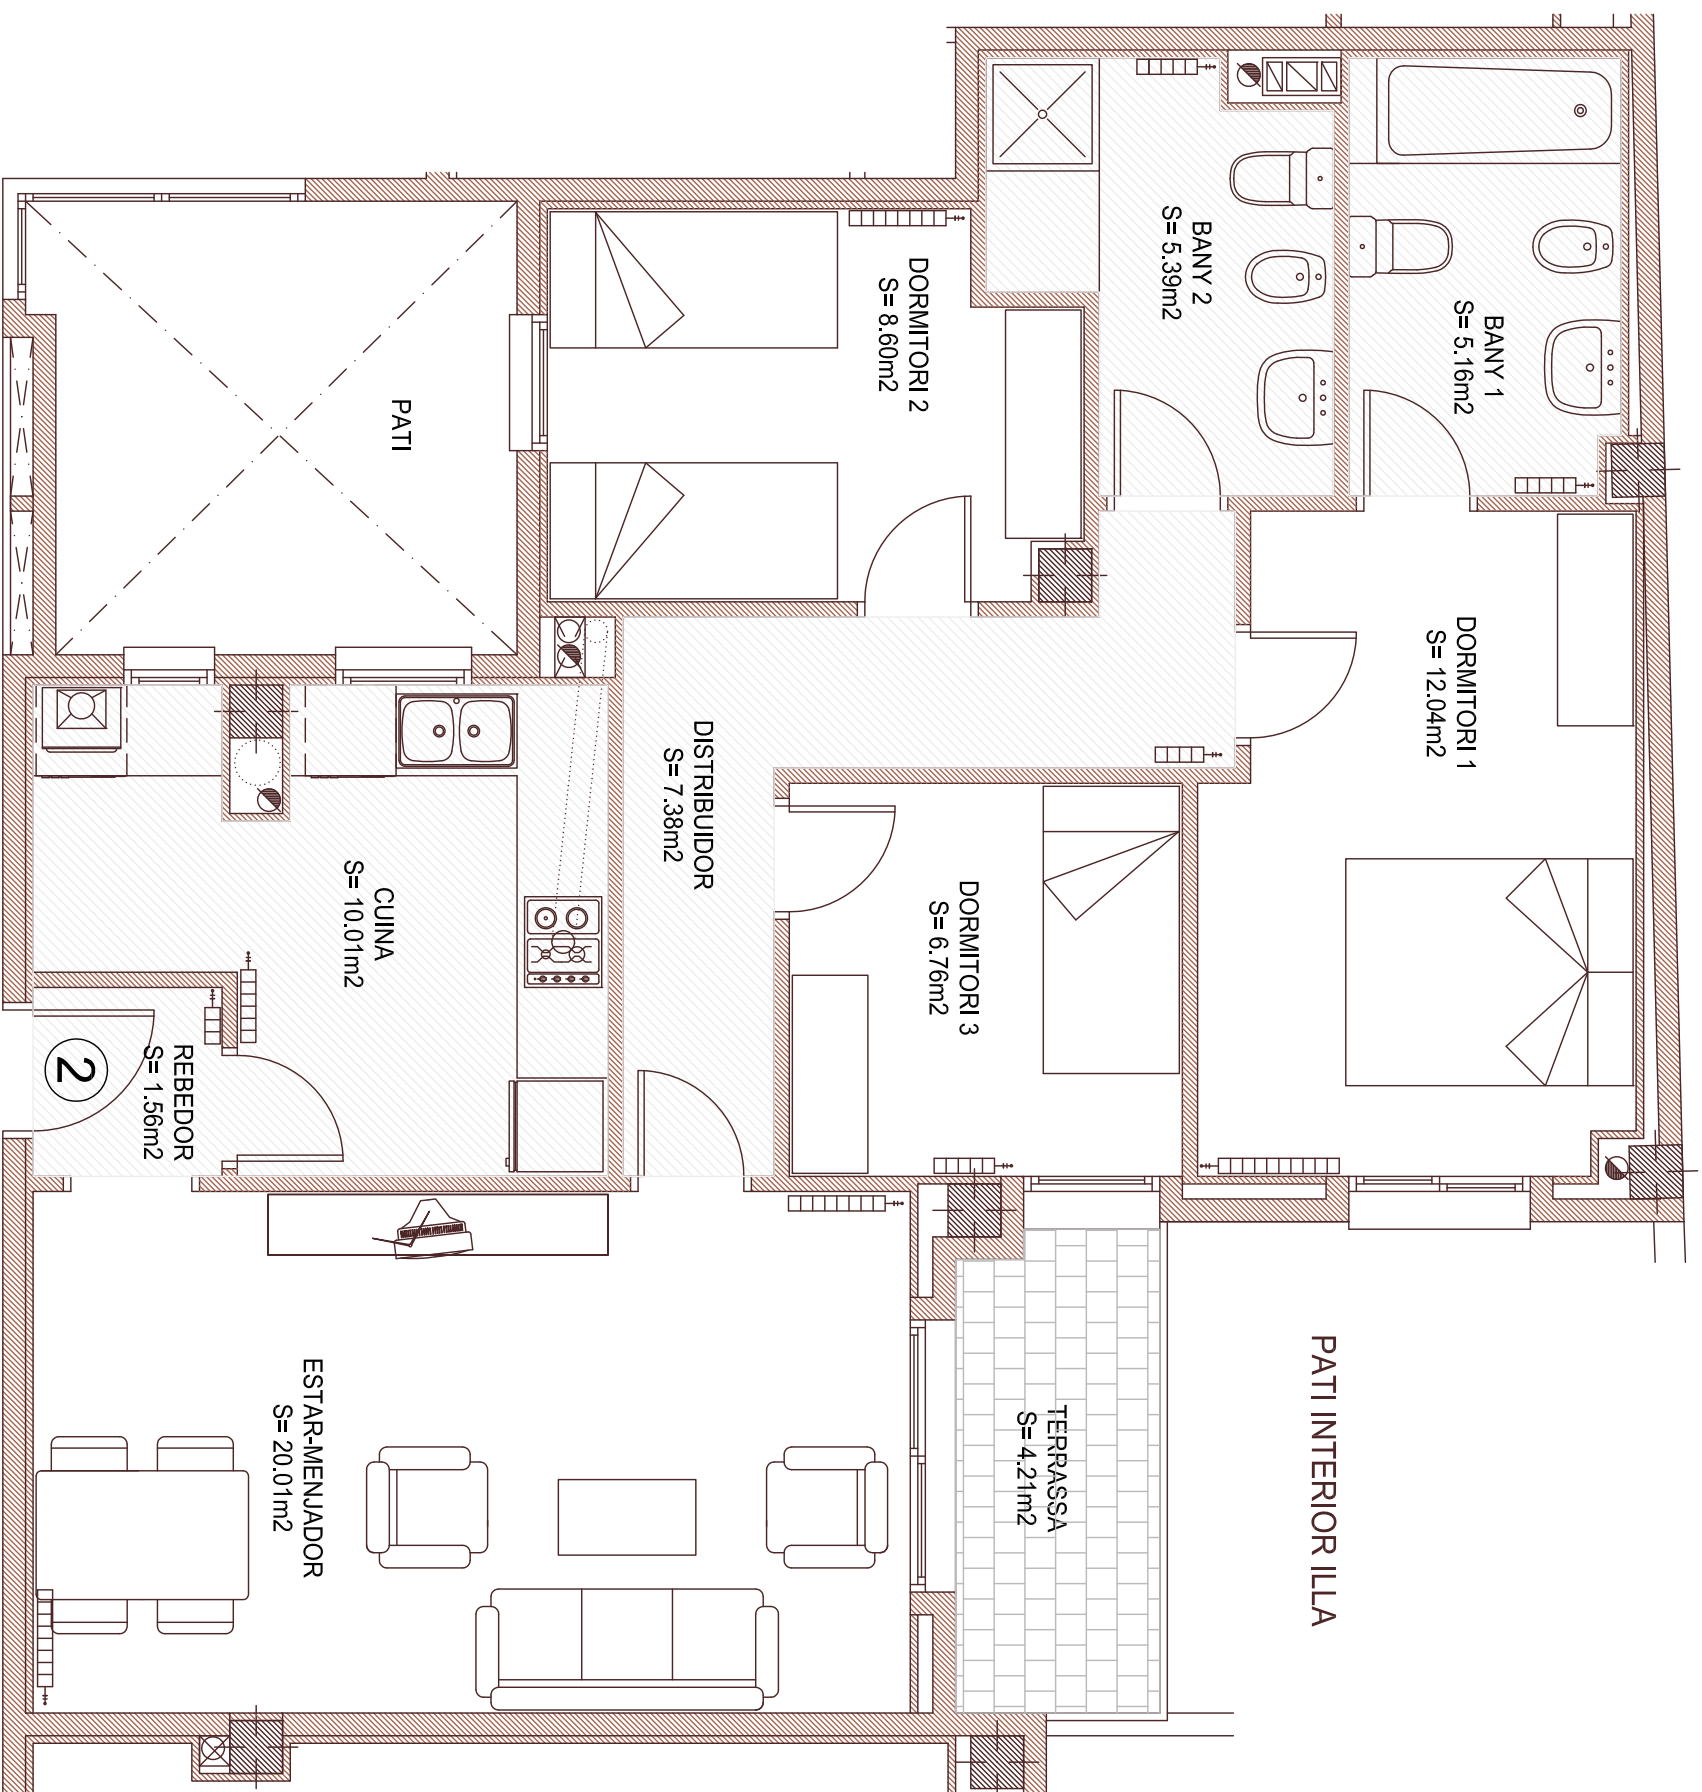 BANY 1
S= 5.16m2
BANY 2
S= 5.39m2
DORMITORI 2
S= 8.60m2
PATI
DORMITORI 1
S= 12.04m2
DISTRIBUIDOR
S= 7.38m2
DORMITORI 3
S= 6.76m2
CUINA
S= 10.01m2
REBEDOR
S= 1.56m2
2
PATI INTERIOR ILLA
TERRASSA
S= 4.21m2
ESTAR-MENJADOR
S= 20.01m2